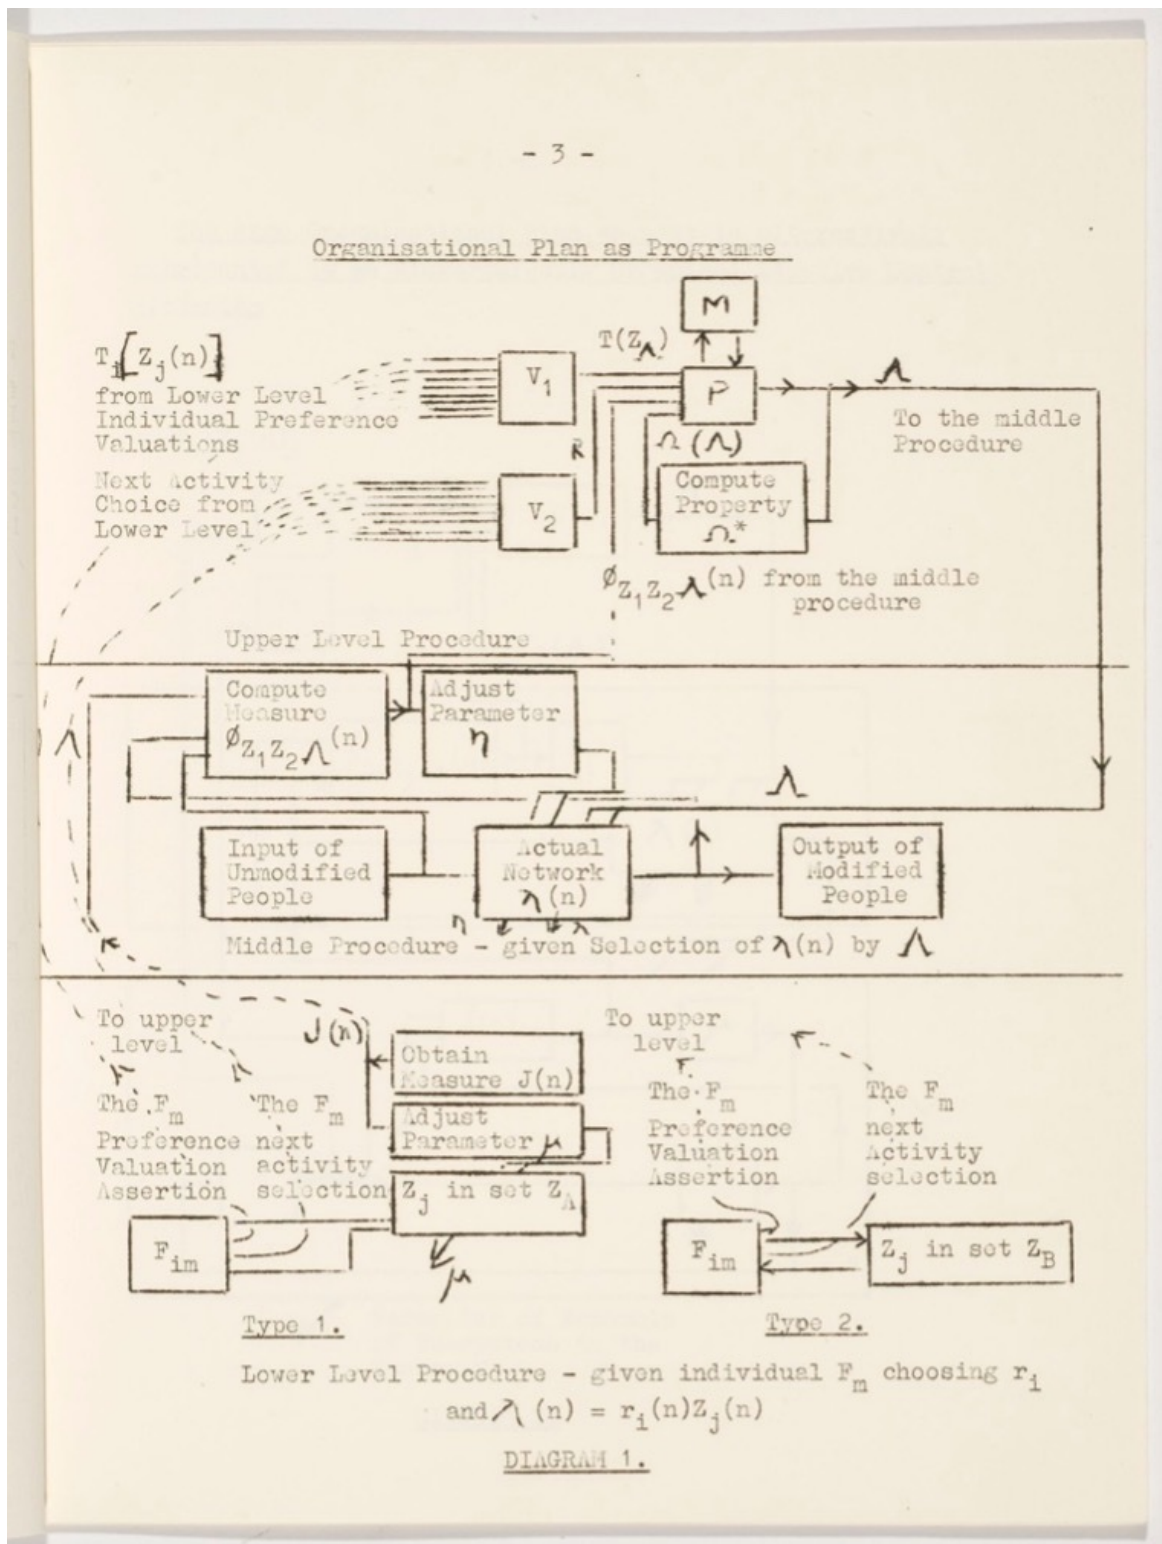 - 3 -
Organisational Plan as Programme
M
T(Z_Λ)
T_i[Z_j(n)]
from Lower Level
Individual Preference
Valuations
V_1
P
Λ
To the middle
Procedure
R
Ω(Λ)
Next Activity
Choice from
Lower Level
V_2
Compute
Property
Ω*
Ø_{Z_1Z_2Λ}(n) from the middle
procedure
Upper Level Procedure
Compute
Measure
Ø_{Z_1Z_2Λ}(n)
Adjust
Parameter
η
Λ
Input of
Unmodified
People
Actual
Network
λ(n)
Output of
Modified
People
η
λ
Middle Procedure - given Selection of λ(n) by Λ
To upper
level
J(n)
Obtain
Measure J(n)
Adjust
Parameter μ
The F_m
Preference
Valuation
Assertion
The F_m
next
activity
selection
Z_j in set Z_A
μ
F_im
Type 1.
To upper
level
The F_m
Preference
Valuation
Assertion
The F_m
next
Activity
selection
F_im
Z_j in set Z_B
Type 2.
Lower Level Procedure - given individual F_m choosing r_i
and λ(n) = r_i(n)Z_j(n)
DIAGRAM 1.